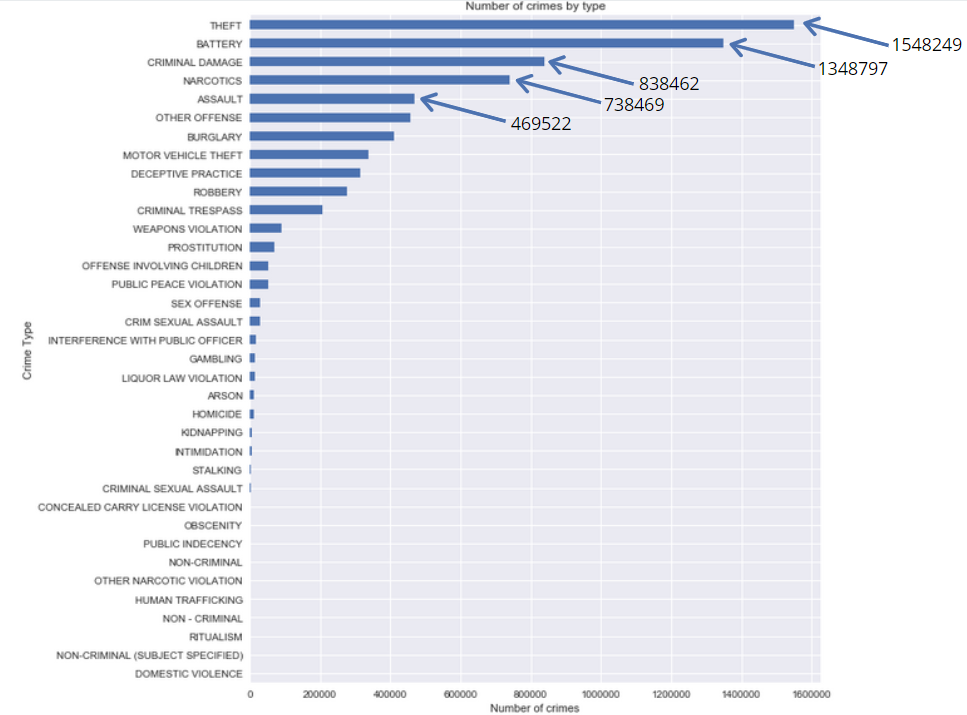 Number of crimes by type
THEFT
1548249
BATTERY
1348797
CRIMINAL DAMAGE
838462
NARCOTICS
738469
ASSAULT
469522
OTHER OFFENSE
BURGLARY
MOTOR VEHICLE THEFT
DECEPTIVE PRACTICE
ROBBERY
CRIMINAL TRESPASS
WEAPONS VIOLATION
PROSTITUTION
OFFENSE INVOLVING CHILDREN
PUBLIC PEACE VIOLATION
SEX OFFENSE
CRIM SEXUAL ASSAULT
INTERFERENCE WITH PUBLIC OFFICER
GAMBLING
LIQUOR LAW VIOLATION
ARSON
HOMICIDE
KIDNAPPING
INTIMIDATION
STALKING
CRIMINAL SEXUAL ASSAULT
CONCEALED CARRY LICENSE VIOLATION
OBSCENITY
PUBLIC INDECENCY
NON-CRIMINAL
OTHER NARCOTIC VIOLATION
HUMAN TRAFFICKING
NON - CRIMINAL
RITUALISM
NON-CRIMINAL (SUBJECT SPECIFIED)
DOMESTIC VIOLENCE
Crime Type
0 200000 400000 600000 800000 1000000 1200000 1400000 1600000
Number of crimes